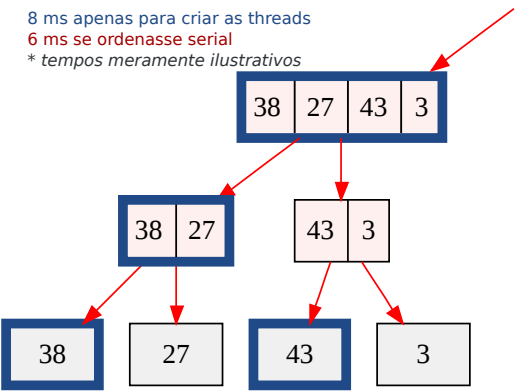 8 ms apenas para criar as threads
6 ms se ordenasse serial
* tempos meramente ilustrativos
38 27 43 3
38 27 43 3
38 27 43 3